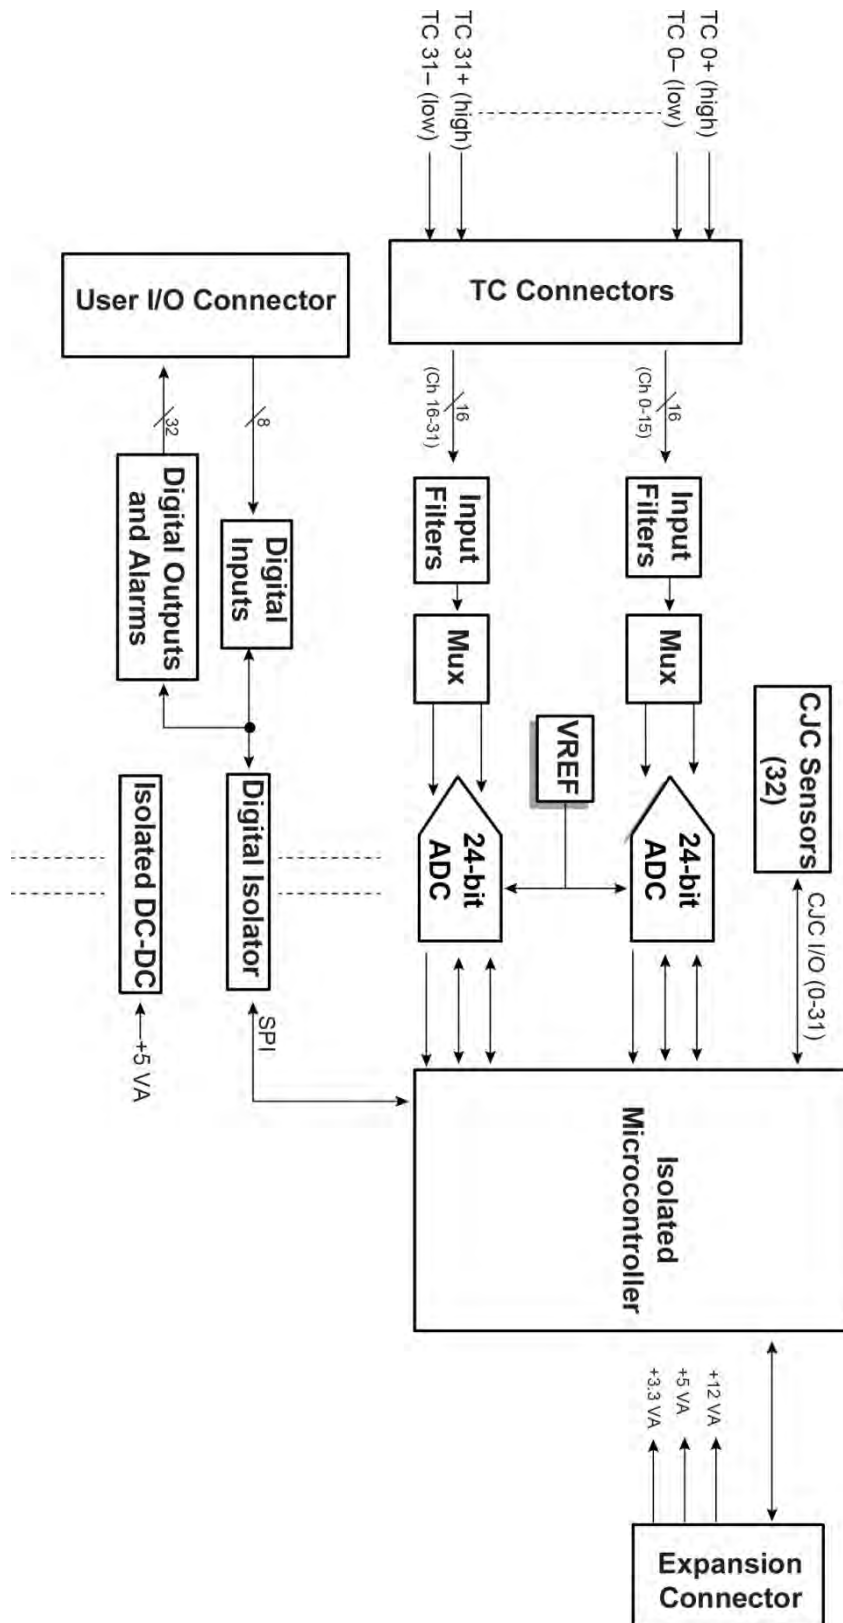 TC 31– (low)
TC 31+ (high)
TC 0– (low)
TC 0+ (high)
User I/O Connector
TC Connectors
32
8
16
(Ch 16-31)
16
(Ch 0-15)
Digital Outputs
and Alarms
Digital
Inputs
Input
Filters
Input
Filters
Mux
Mux
CJC Sensors
(32)
VREF
Isolated DC-DC
Digital Isolator
24-bit
ADC
24-bit
ADC
CJC I/O (0-31)
+5 VA
SPI
Isolated
Microcontroller
+3.3 VA
+5 VA
+12 VA
Expansion
Connector